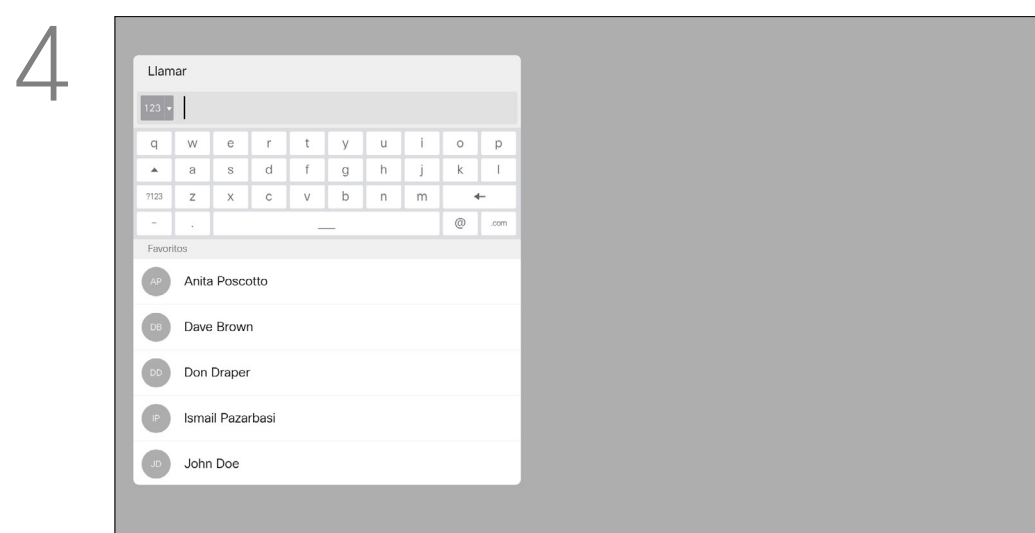 4
Llamar
123
q w e r t y u i o p
a s d f g h j k l
?123 z x c v b n m
- . @ .com
Favoritos
AP Anita Poscotto
DB Dave Brown
DD Don Draper
IP Ismail Pazarbasi
JD John Doe